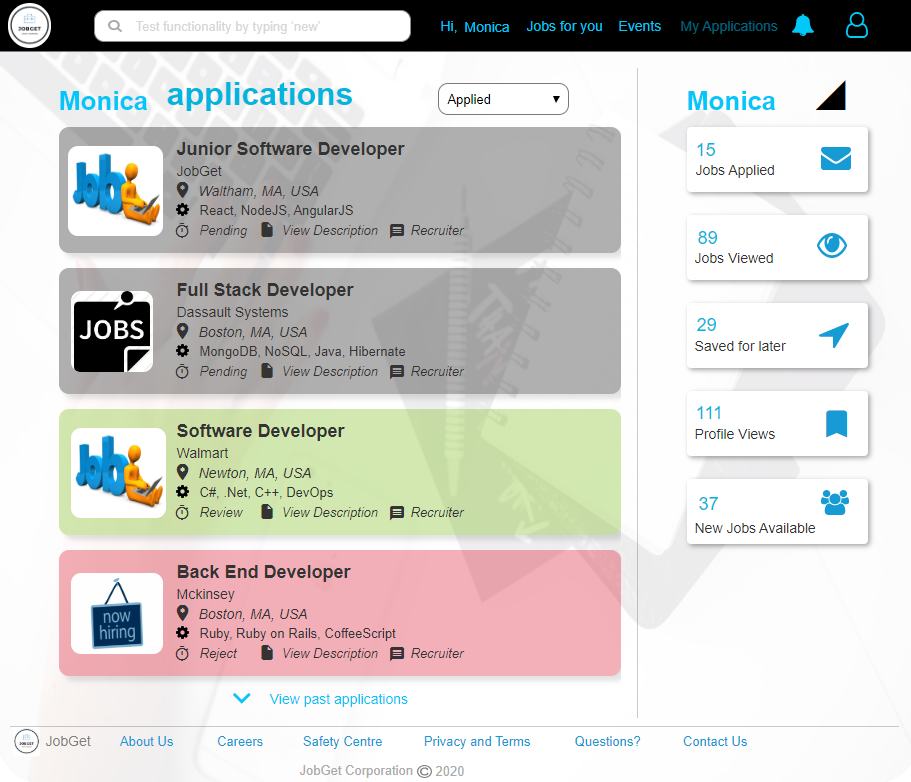 JOBGET
Test functionality by typing 'new'
Hi, Monica
Jobs for you
Events
My Applications
Monica applications
Applied
Junior Software Developer
JobGet
Waltham, MA, USA
React, NodeJS, AngularJS
Pending View Description Recruiter
JOBS
Full Stack Developer
Dassault Systems
Boston, MA, USA
MongoDB, NoSQL, Java, Hibernate
Pending View Description Recruiter
Software Developer
Walmart
Newton, MA, USA
C#, .Net, C++, DevOps
Review View Description Recruiter
now
hiring
Back End Developer
Mckinsey
Boston, MA, USA
Ruby, Ruby on Rails, CoffeeScript
Reject View Description Recruiter
View past applications
Monica
15
Jobs Applied
89
Jobs Viewed
29
Saved for later
111
Profile Views
37
New Jobs Available
JOBGET
JobGet About Us Careers Safety Centre Privacy and Terms Questions? Contact Us
JobGet Corporation © 2020